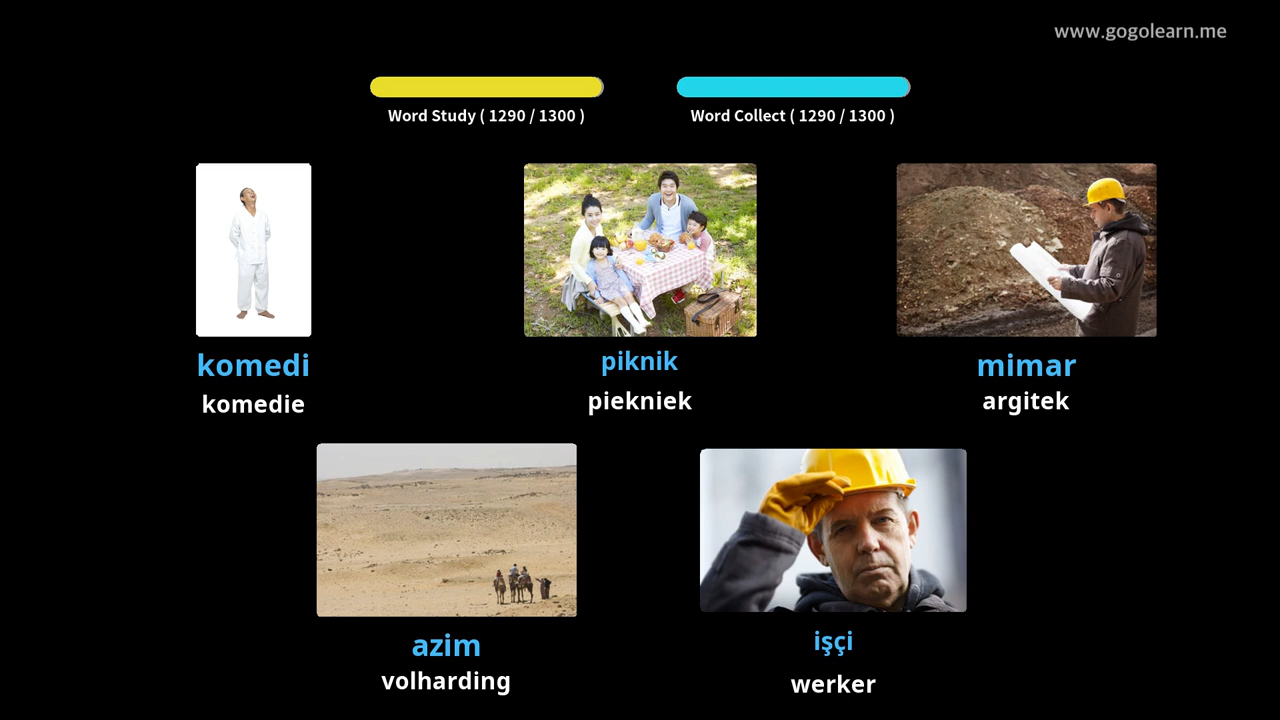 www.gogolearn.me
Word Study ( 1290 / 1300 )
Word Collect ( 1290 / 1300 )
komedi
komedie
piknik
piekniek
mimar
argitek
azim
volharding
işçi
werker